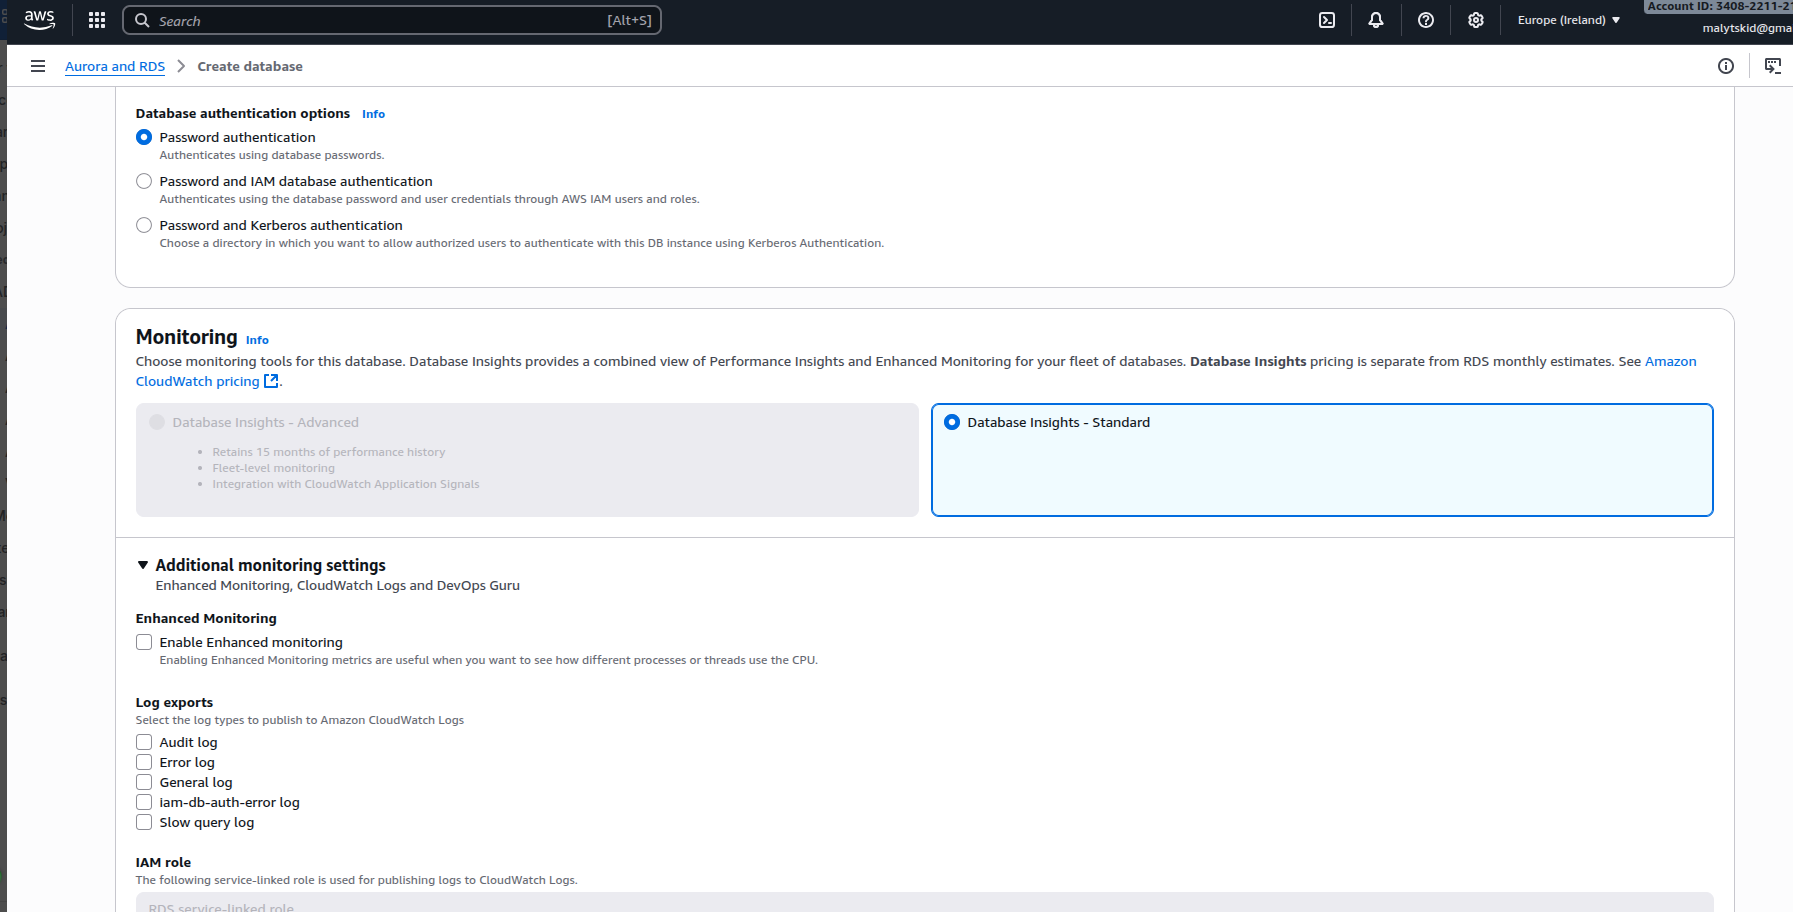 aws
Search [Alt+S]
Europe (Ireland)
Account ID: 3408-2211-2
malytskid@gma
Aurora and RDS > Create database
Database authentication options Info
Password authentication
Authenticates using database passwords.
Password and IAM database authentication
Authenticates using the database password and user credentials through AWS IAM users and roles.
Password and Kerberos authentication
Choose a directory in which you want to allow authorized users to authenticate with this DB instance using Kerberos Authentication.
Monitoring Info
Choose monitoring tools for this database. Database Insights provides a combined view of Performance Insights and Enhanced Monitoring for your fleet of databases. Database Insights pricing is separate from RDS monthly estimates. See Amazon
CloudWatch pricing.
Database Insights - Advanced
• Retains 15 months of performance history
• Fleet-level monitoring
• Integration with CloudWatch Application Signals
Database Insights - Standard
Additional monitoring settings
Enhanced Monitoring, CloudWatch Logs and DevOps Guru
Enhanced Monitoring
Enable Enhanced monitoring
Enabling Enhanced Monitoring metrics are useful when you want to see how different processes or threads use the CPU.
Log exports
Select the log types to publish to Amazon CloudWatch Logs
Audit log
Error log
General log
iam-db-auth-error log
Slow query log
IAM role
The following service-linked role is used for publishing logs to CloudWatch Logs.
RDS service-linked role